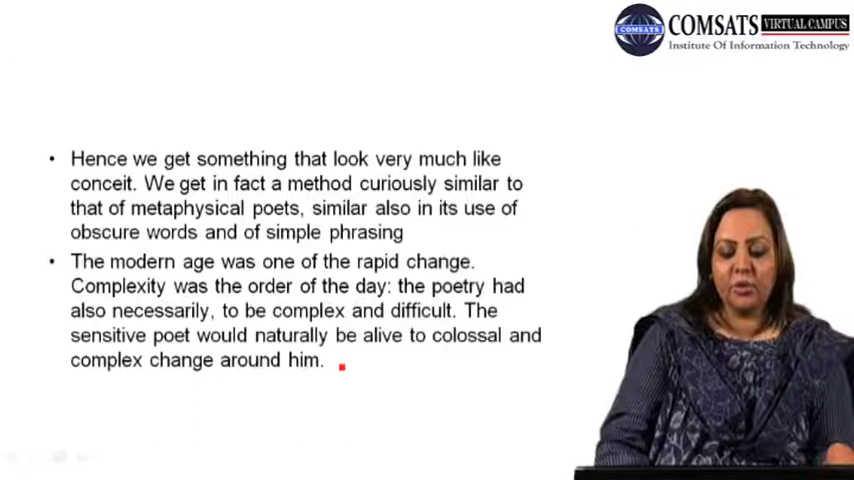 COMSATS
COMSATS VIRTUAL CAMPUS
Institute Of Information Technology
• Hence we get something that look very much like
conceit. We get in fact a method curiously similar to
that of metaphysical poets, similar also in its use of
obscure words and of simple phrasing
• The modern age was one of the rapid change.
Complexity was the order of the day: the poetry had
also necessarily, to be complex and difficult. The
sensitive poet would naturally be alive to colossal and
complex change around him.